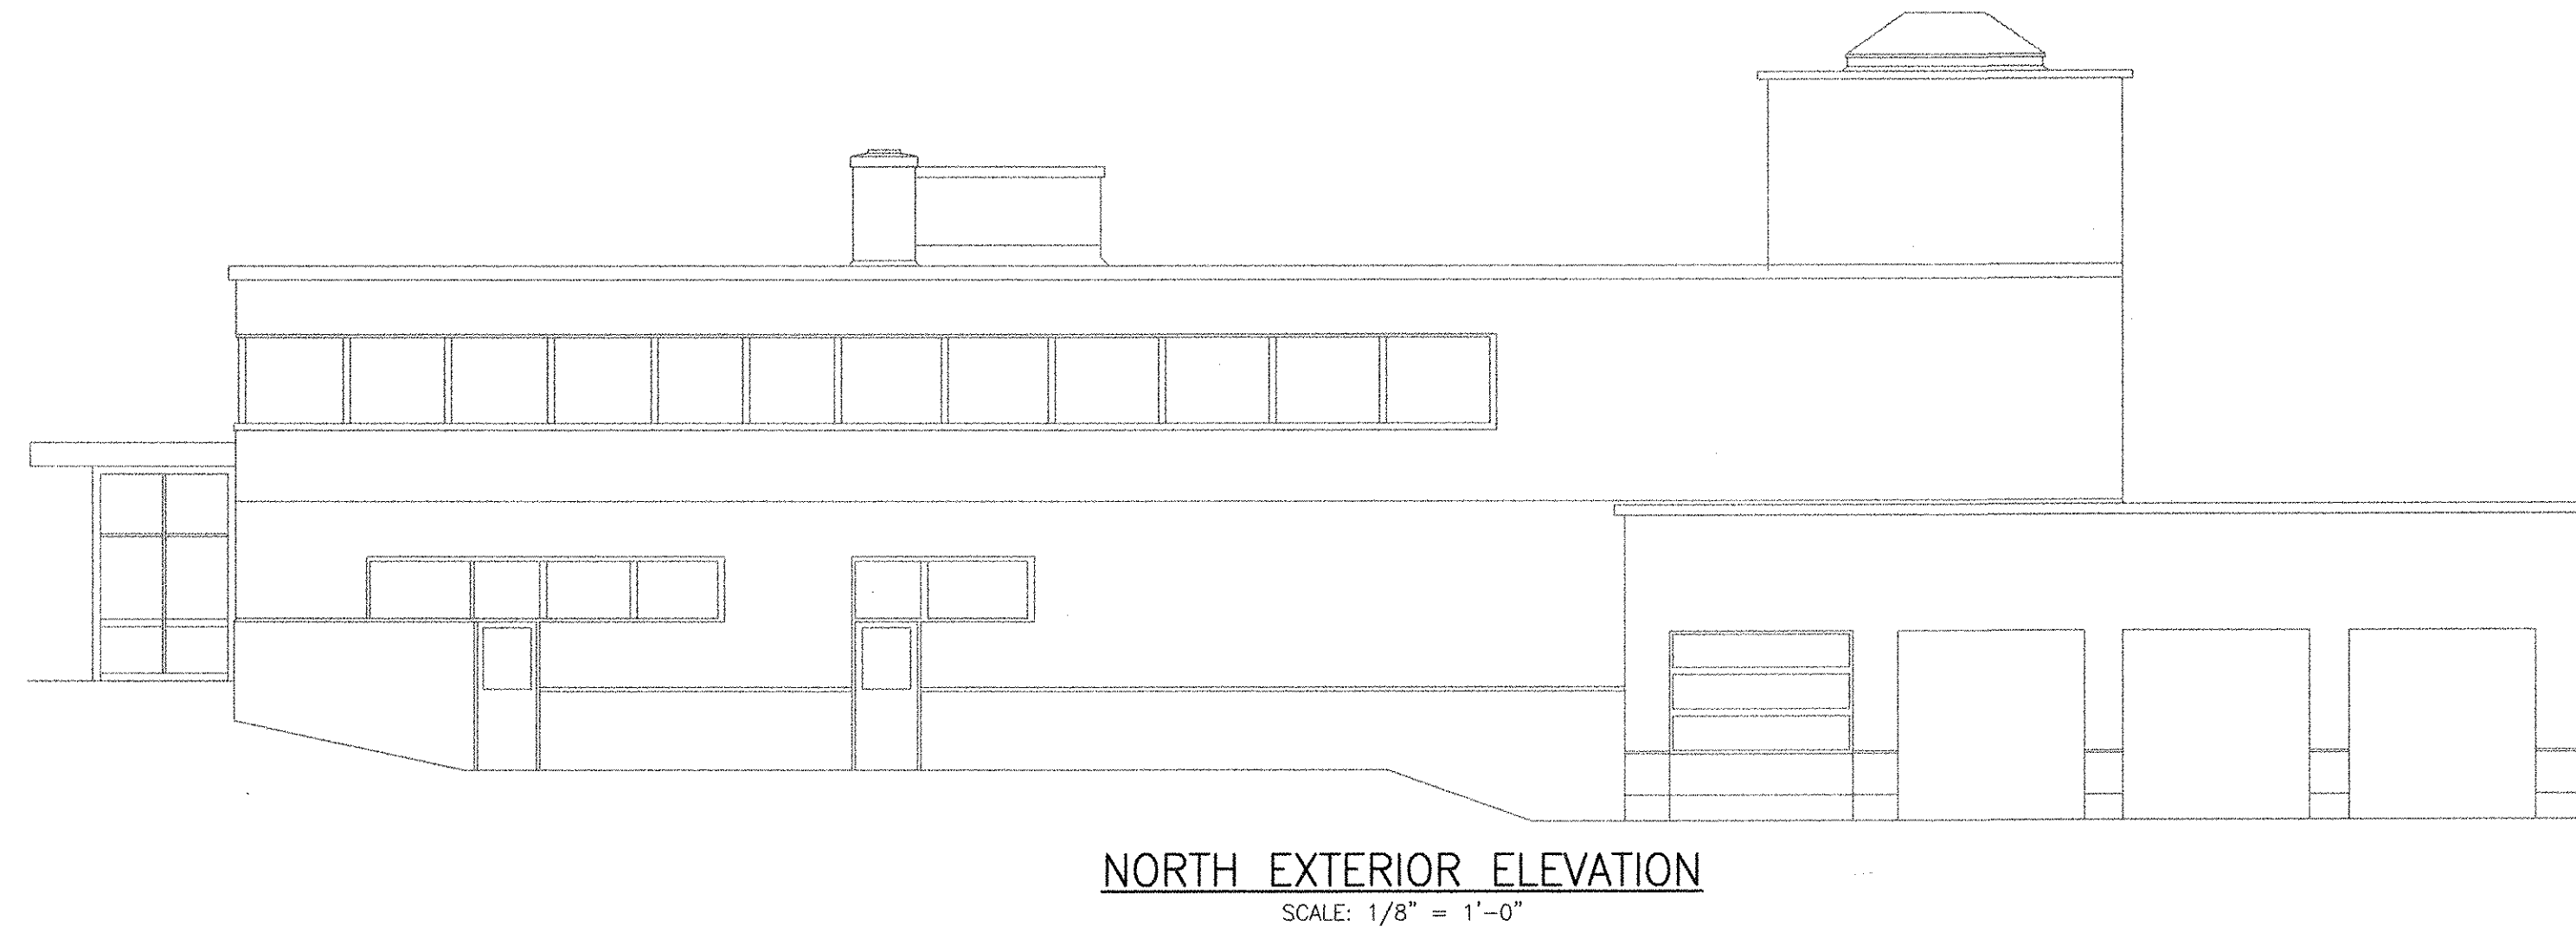 NORTH EXTERIOR ELEVATION
SCALE: 1/8" = 1'-0"